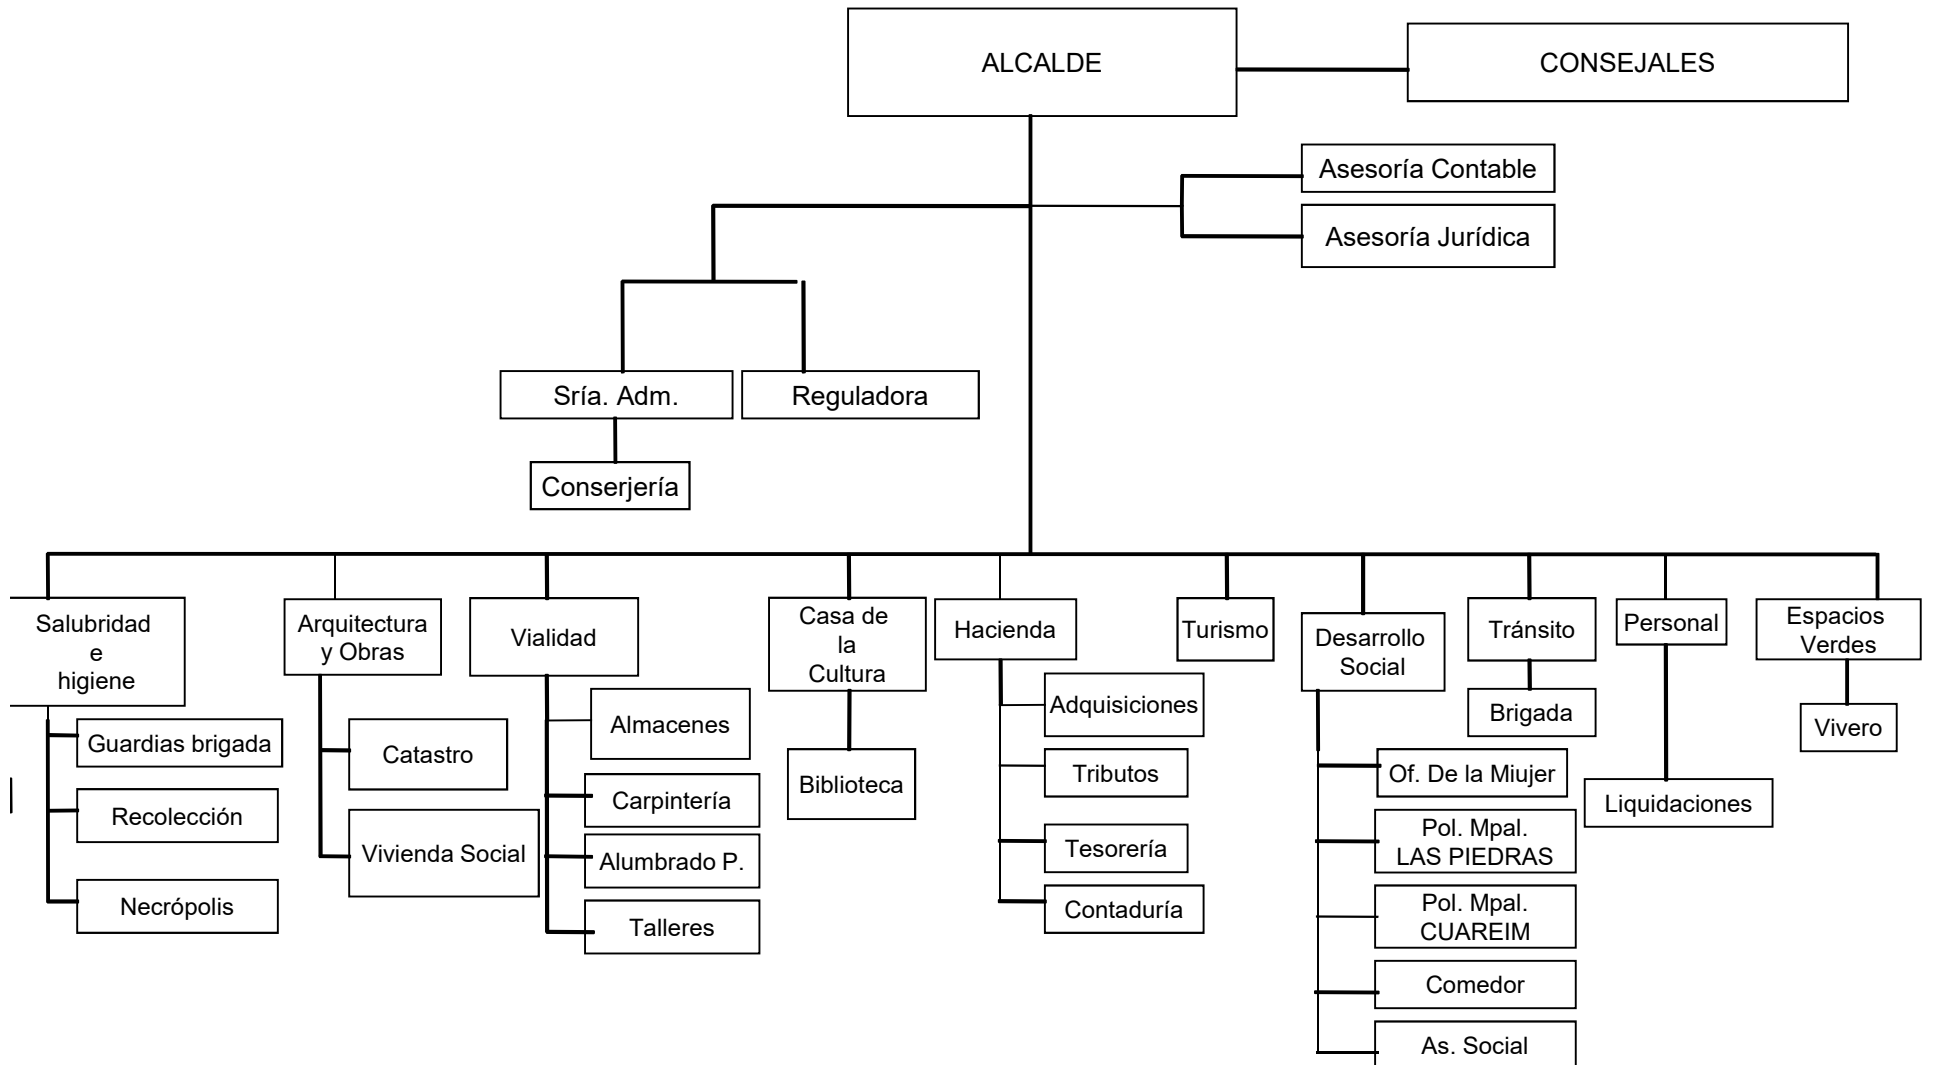 ALCALDE
CONSEJALES
Asesoría Contable
Asesoría Jurídica
Sría. Adm.
Reguladora
Conserjería
Salubridad
e
higiene
Arquitectura
y Obras
Vialidad
Casa de
la
Cultura
Hacienda
Turismo
Desarrollo
Social
Tránsito
Personal
Espacios
Verdes
Guardias brigada
Recolección
Necrópolis
Catastro
Vivienda Social
Almacenes
Carpintería
Alumbrado P.
Talleres
Biblioteca
Adquisiciones
Tributos
Tesorería
Contaduría
Of. De la Miujer
Pol. Mpal.
LAS PIEDRAS
Pol. Mpal.
CUAREIM
Comedor
As. Social
Brigada
Liquidaciones
Vivero